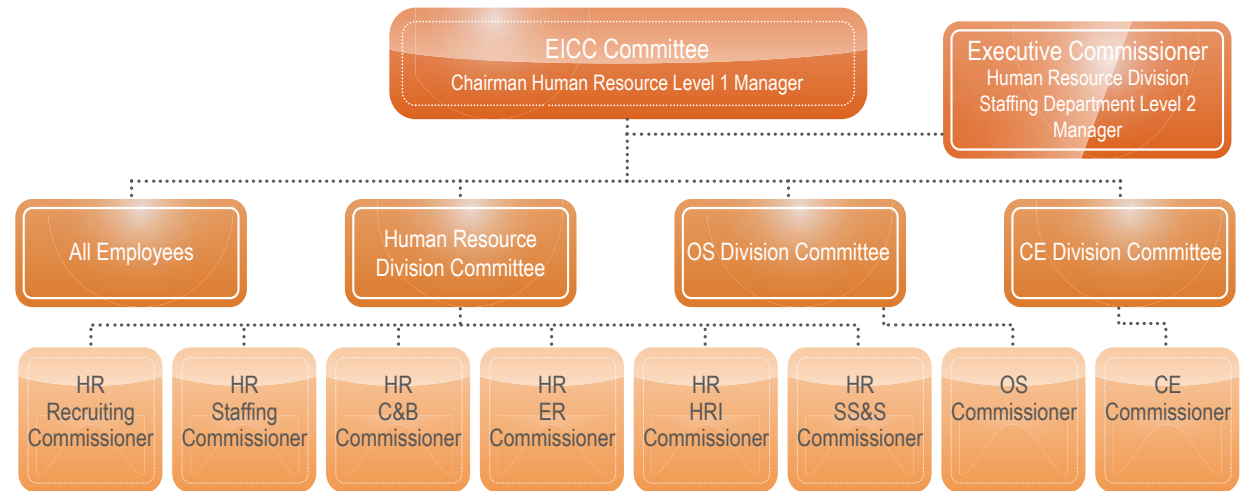 EICC Committee
Chairman Human Resource Level 1 Manager
Executive Commissioner
Human Resource Division
Staffing Department Level 2
Manager
All Employees
Human Resource
Division Committee
OS Division Committee
CE Division Committee
HR
Recruiting
Commissioner
HR
Staffing
Commissioner
HR
C&B
Commissioner
HR
ER
Commissioner
HR
HRI
Commissioner
HR
SS&S
Commissioner
OS
Commissioner
CE
Commissioner